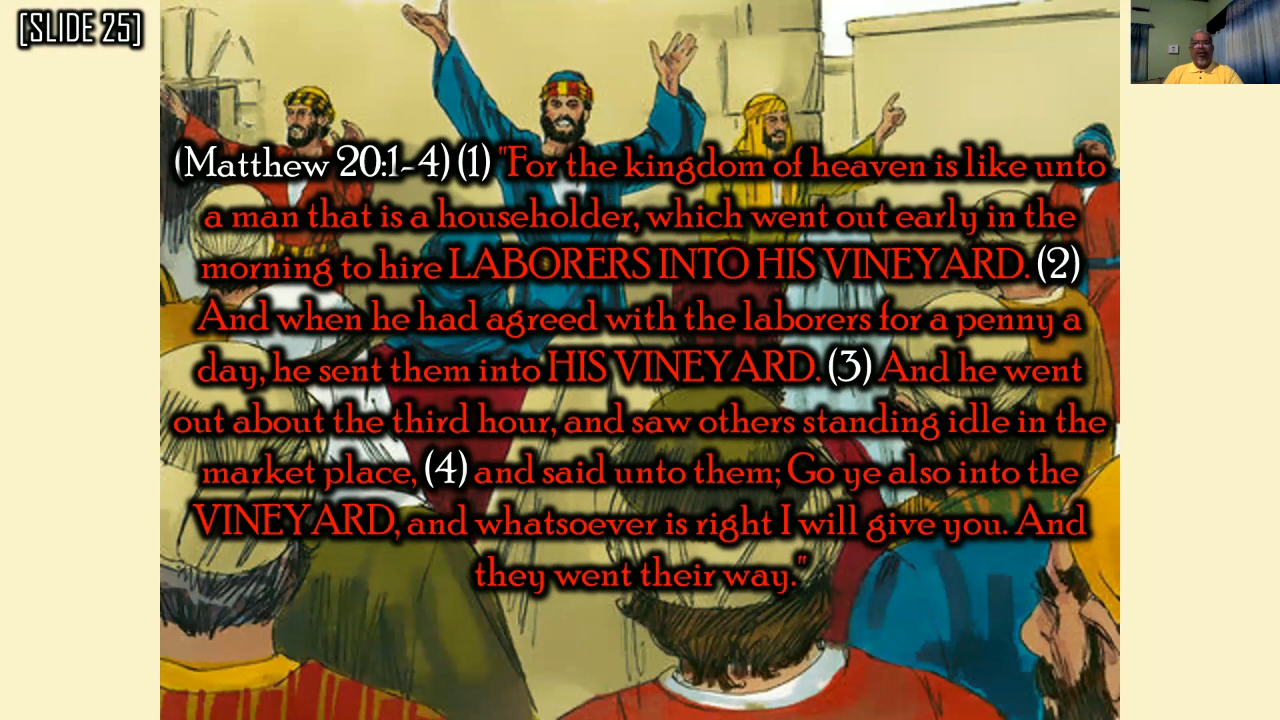 [SLIDE 25]
(Matthew 20:1-4) (1) "For the kingdom of heaven is like unto
a man that is a householder, which went out early in the
morning to hire LABORERS INTO HIS VINEYARD. (2)
And when he had agreed with the laborers for a penny a
day, he sent them into HIS VINEYARD. (3) And he went
out about the third hour, and saw others standing idle in the
market place, (4) and said unto them; Go ye also into the
VINEYARD, and whatsoever is right I will give you. And
they went their way."